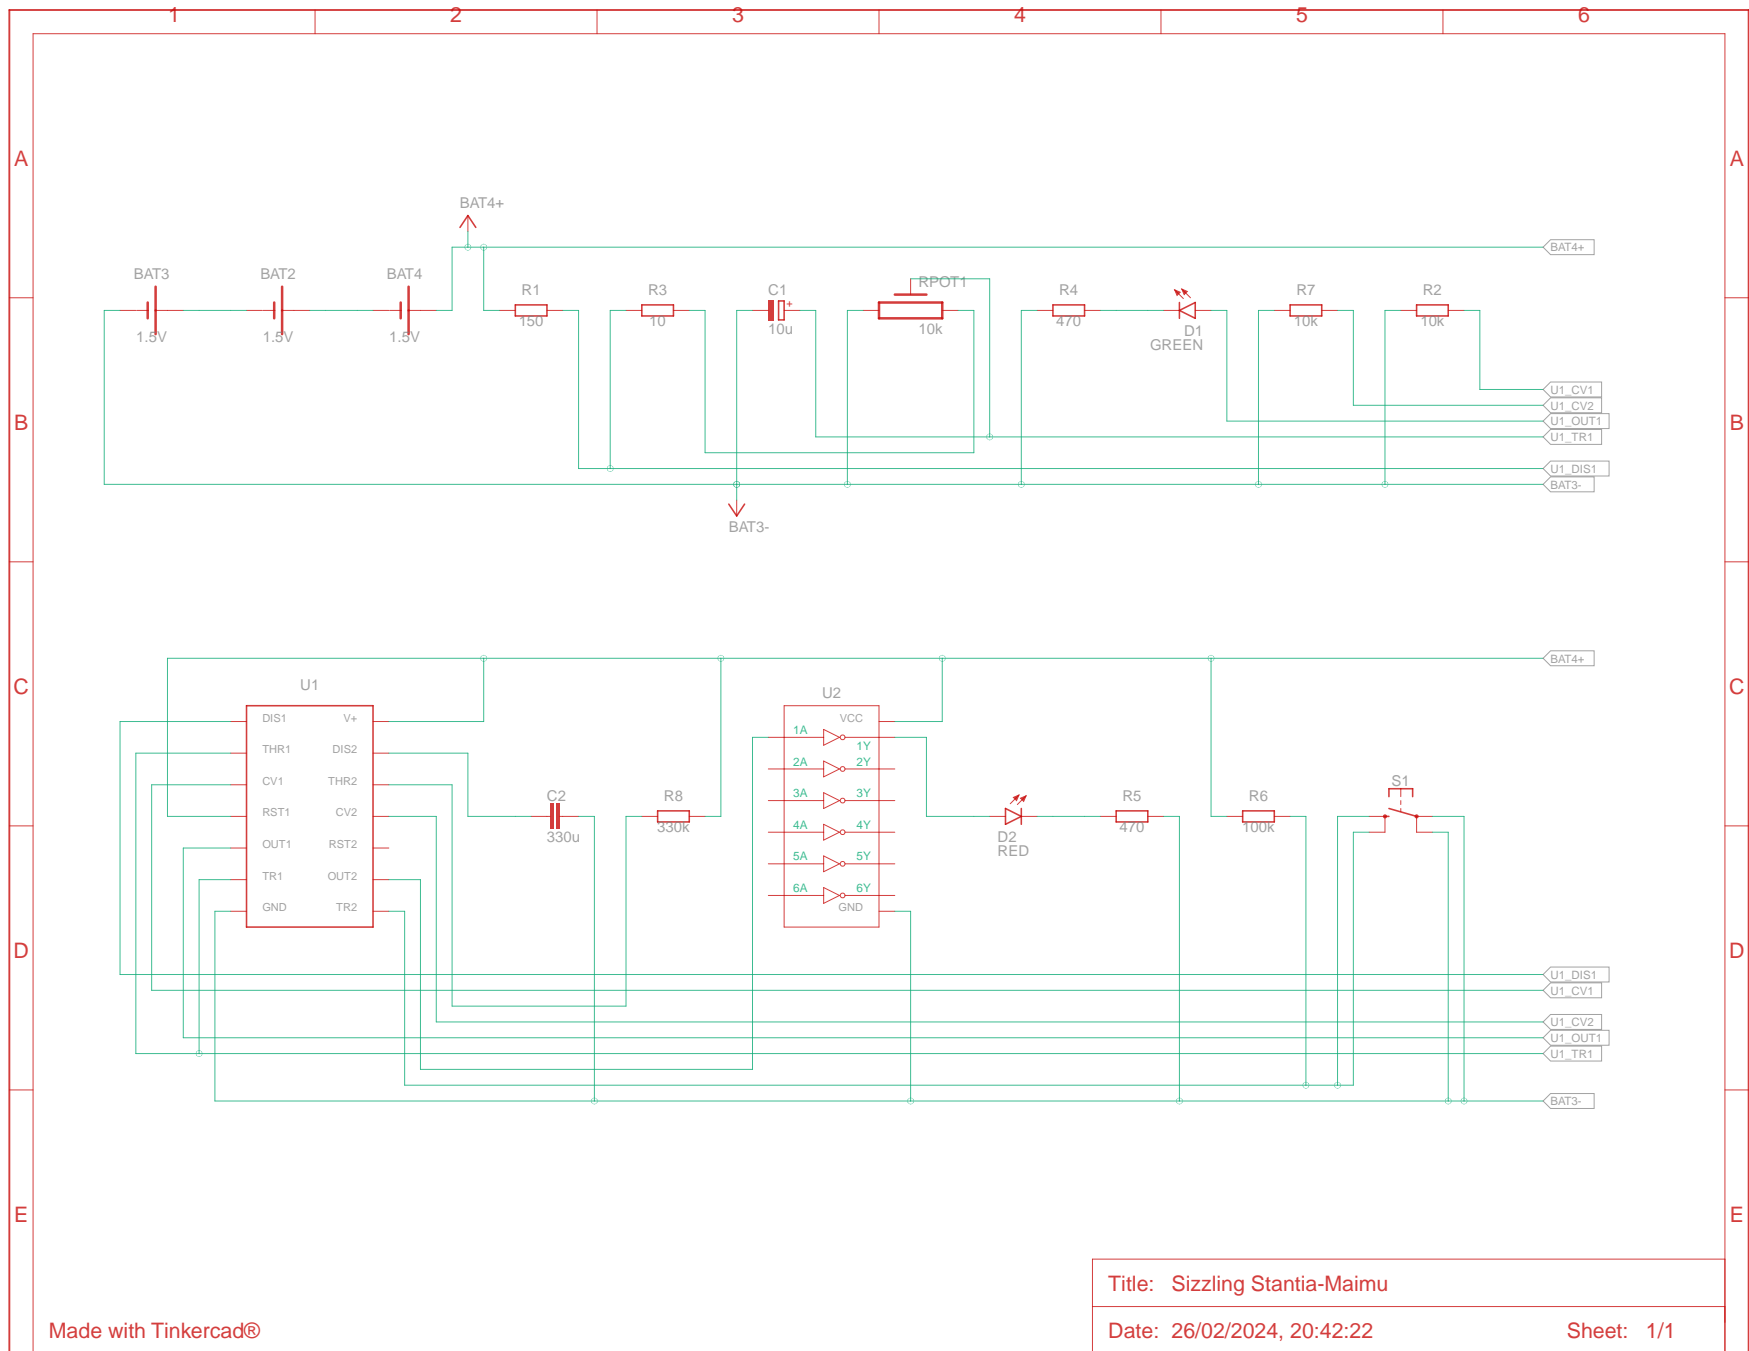 1 2 3 4 5 6
A A
BAT4+
BAT4+
BAT3 BAT2 BAT4 R1 R3 C1 RPOT1 R4 R7 R2
+
1.5V 1.5V 1.5V 150 10 10u 10k 470 D1 10k 10k
GREEN
U1_CV1
U1_CV2
U1_OUT1
B B
U1_TR1
U1_DIS1
BAT3-
BAT3-
BAT4+
C C
U1 U2
DIS1 V+ VCC
1A 1Y
THR1 DIS2
2A 2Y
CV1 THR2 S1
3A 3Y
C2 R8 R5 R6
RST1 CV2
330u 330k 4A 4Y D2 470 100k
RED
OUT1 RST2
5A 5Y
TR1 OUT2
6A 6Y
GND TR2 GND
D D
U1_DIS1
U1_CV1
U1_CV2
U1_OUT1
U1_TR1
BAT3-
E E
Title: Sizzling Stantia-Maimu
Made with Tinkercad® Date: 26/02/2024, 20:42:22 Sheet: 1/1